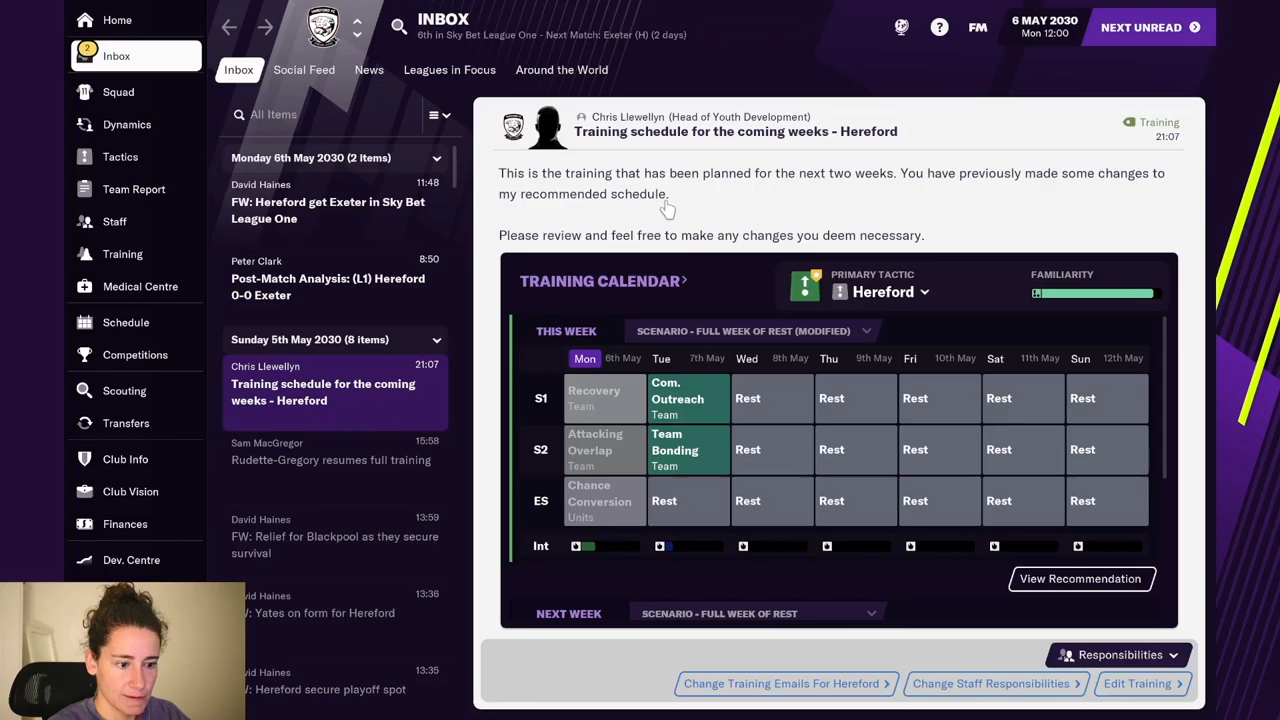 Home
2
Inbox
Squad
Dynamics
Tactics
Team Report
Staff
Training
Medical Centre
Schedule
Competitions
Scouting
Transfers
Club Info
Club Vision
Finances
Dev. Centre
INBOX
6th in Sky Bet League One - Next Match: Exeter (H) (2 days)
FM
6 MAY 2030
Mon 12:00
NEXT UNREAD
Inbox Social Feed News Leagues in Focus Around the World
All Items
Monday 6th May 2030 (2 items)
David Haines 11:48
FW: Hereford get Exeter in Sky Bet
League One
Peter Clark 8:50
Post-Match Analysis: (L1) Hereford
0-0 Exeter
Sunday 5th May 2030 (8 items)
Chris Llewellyn 21:07
Training schedule for the coming
weeks - Hereford
Sam MacGregor 15:58
Rudette-Gregory resumes full training
David Haines 13:59
FW: Relief for Blackpool as they secure
survival
Haines 13:36
Yates on form for Hereford
Haines 13:35
Hereford secure playoff spot
Chris Llewellyn (Head of Youth Development)
Training schedule for the coming weeks - Hereford
Training
21:07
This is the training that has been planned for the next two weeks. You have previously made some changes to
my recommended schedule.
Please review and feel free to make any changes you deem necessary.
TRAINING CALENDAR
PRIMARY TACTIC
Hereford
FAMILIARITY
THIS WEEK SCENARIO - FULL WEEK OF REST (MODIFIED)
Mon 6th May Tue 7th May Wed 8th May Thu 9th May Fri 10th May Sat 11th May Sun 12th May
S1 Recovery Team Com. Outreach Team Rest Rest Rest Rest Rest
S2 Attacking Overlap Team Team Bonding Team Rest Rest Rest Rest Rest
ES Chance Conversion Units Rest Rest Rest Rest Rest Rest
Int
View Recommendation
NEXT WEEK SCENARIO - FULL WEEK OF REST
Responsibilities
Change Training Emails For Hereford Change Staff Responsibilities Edit Training